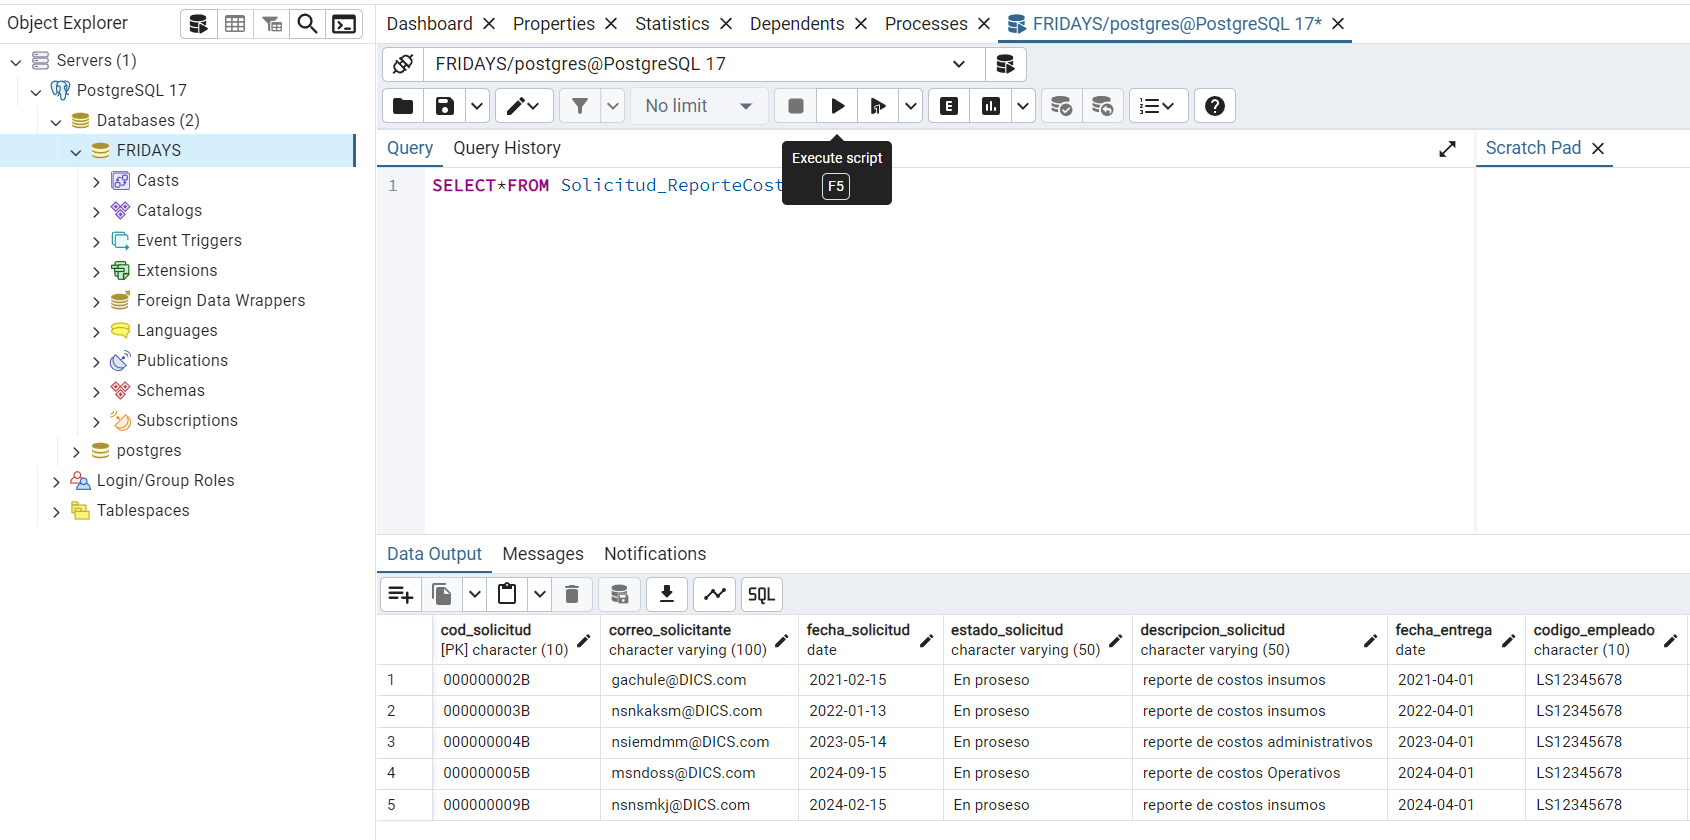 Object Explorer
Dashboard Properties Statistics Dependents Processes FRIDAYS/postgres@PostgreSQL 17*
Servers (1)
PostgreSQL 17
Databases (2)
FRIDAYS
Casts
Catalogs
Event Triggers
Extensions
Foreign Data Wrappers
Languages
Publications
Schemas
Subscriptions
postgres
Login/Group Roles
Tablespaces
FRIDAYS/postgres@PostgreSQL 17
No limit
E
Query Query History
Execute script
F5
Scratch Pad
1 SELECT*FROM Solicitud_ReporteCost
Data Output Messages Notifications
SQL
cod_solicitud correo_solicitante fecha_solicitud estado_solicitud descripcion_solicitud fecha_entrega codigo_empleado
[PK] character (10) character varying (100) date character varying (50) character varying (50) date character (10)
1 000000002B gachule@DICS.com 2021-02-15 En proseso reporte de costos insumos 2021-04-01 LS12345678
2 000000003B nsnkaksm@DICS.com 2022-01-13 En proseso reporte de costos insumos 2022-04-01 LS12345678
3 000000004B nsiemdmm@DICS.com 2023-05-14 En proseso reporte de costos administrativos 2023-04-01 LS12345678
4 000000005B msndoss@DICS.com 2024-09-15 En proseso reporte de costos Operativos 2024-04-01 LS12345678
5 000000009B nsnsmkj@DICS.com 2024-02-15 En proseso reporte de costos insumos 2024-04-01 LS12345678